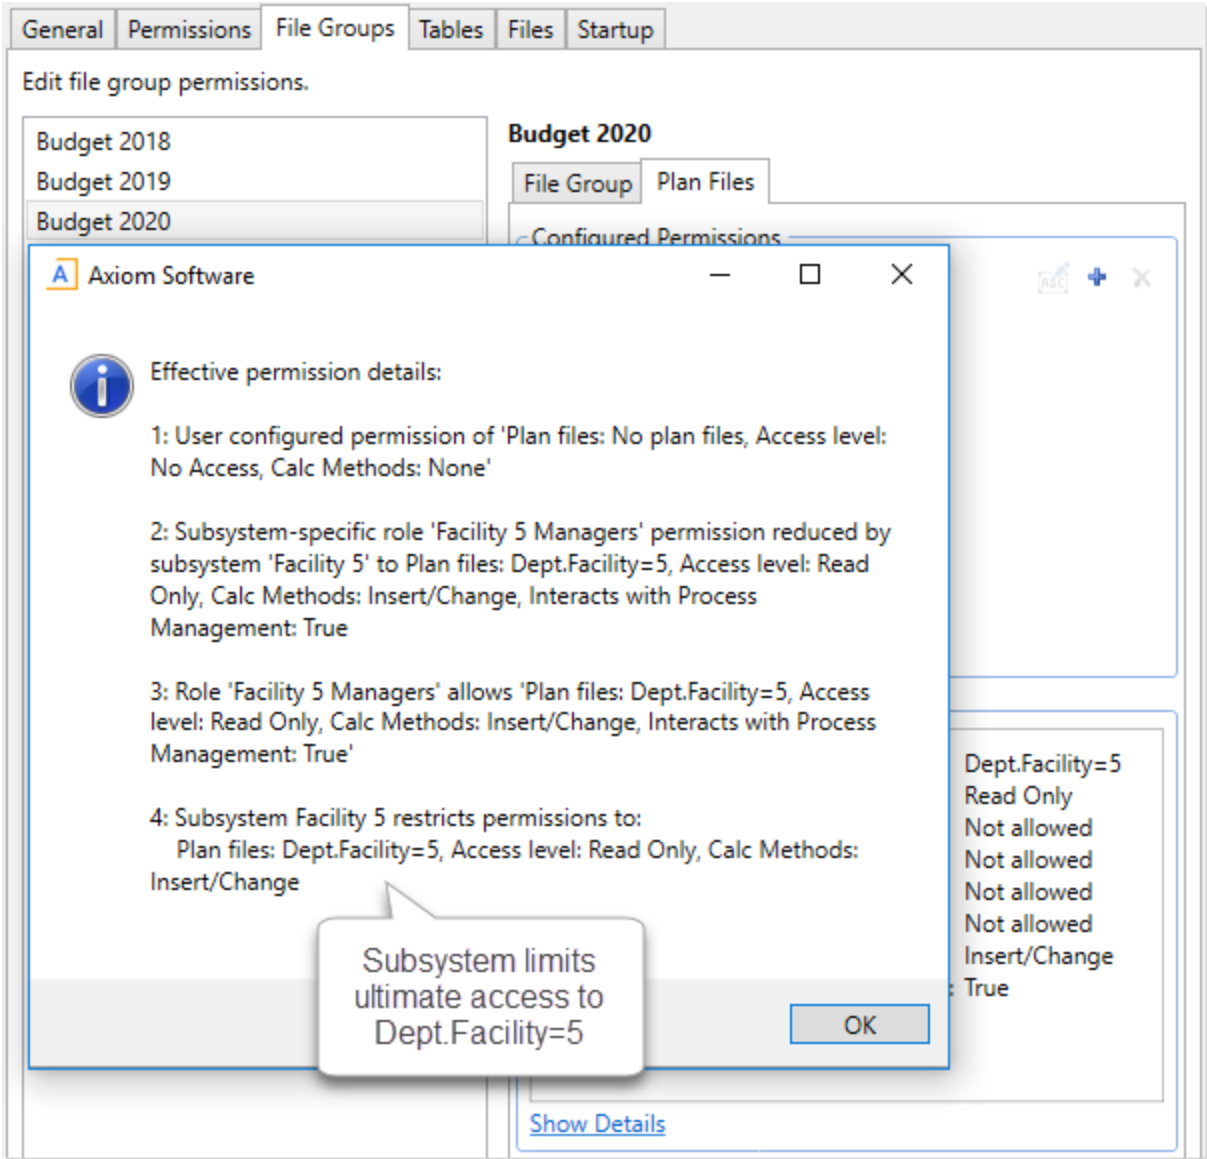 General
Permissions
File Groups
Tables
Files
Startup
Edit file group permissions.
Budget 2018
Budget 2019
Budget 2020
Budget 2020
File Group
Plan Files
Configured Permissions
A Axiom Software
ABC
Effective permission details:
1: User configured permission of 'Plan files: No plan files, Access level:
No Access, Calc Methods: None'
2: Subsystem-specific role 'Facility 5 Managers' permission reduced by
subsystem 'Facility 5' to Plan files: Dept.Facility=5, Access level: Read
Only, Calc Methods: Insert/Change, Interacts with Process
Management: True
3: Role 'Facility 5 Managers' allows 'Plan files: Dept.Facility=5, Access
level: Read Only, Calc Methods: Insert/Change, Interacts with Process
Management: True'
4: Subsystem Facility 5 restricts permissions to:
Plan files: Dept.Facility=5, Access level: Read Only, Calc Methods:
Insert/Change
Subsystem limits
ultimate access to
Dept.Facility=5
OK
Dept.Facility=5
Read Only
Not allowed
Not allowed
Not allowed
Not allowed
Insert/Change
: True
Show Details